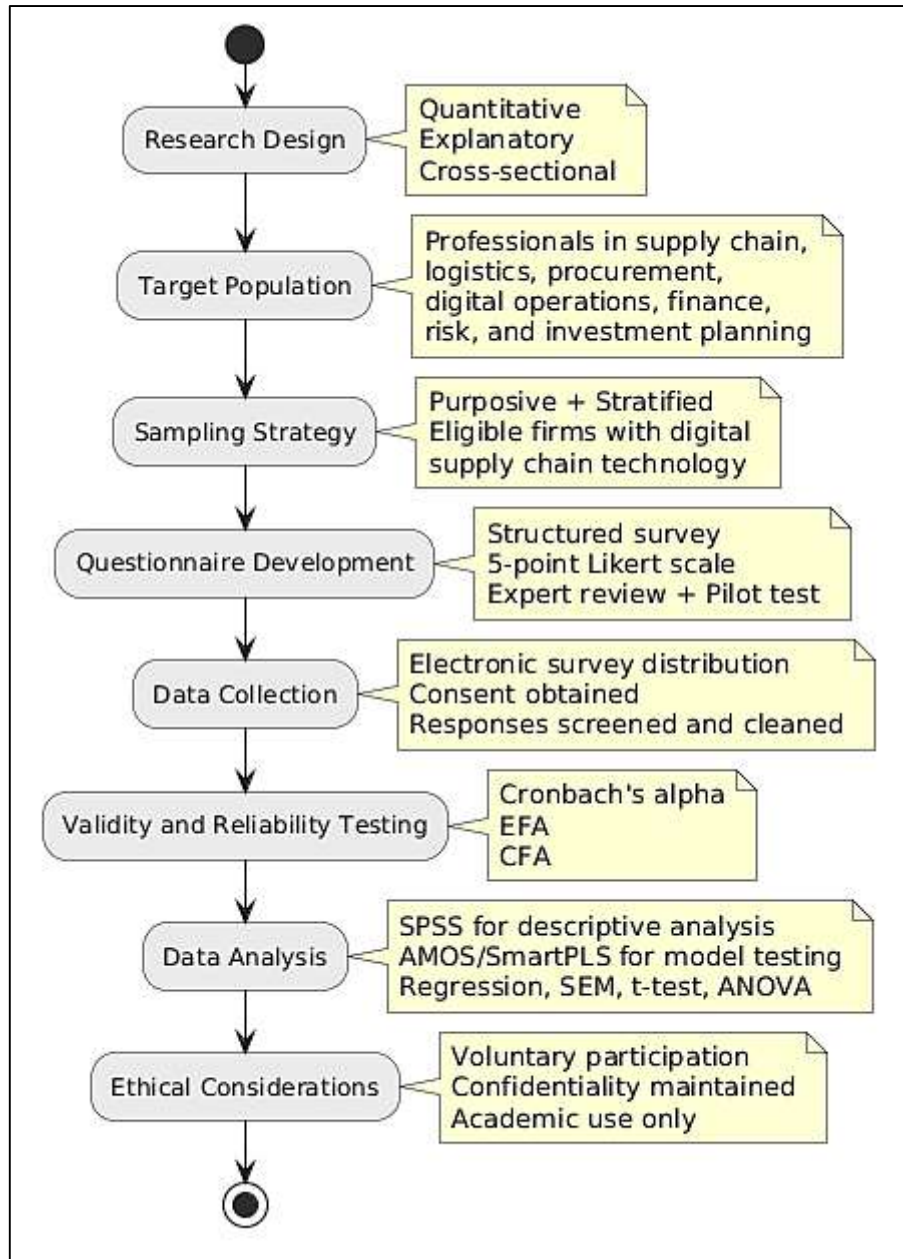 Research Design
Quantitative
Explanatory
Cross-sectional
Target Population
Professionals in supply chain,
logistics, procurement,
digital operations, finance,
risk, and investment planning
Sampling Strategy
Purposive + Stratified
Eligible firms with digital
supply chain technology
Questionnaire Development
Structured survey
5-point Likert scale
Expert review + Pilot test
Data Collection
Electronic survey distribution
Consent obtained
Responses screened and cleaned
Validity and Reliability Testing
Cronbach's alpha
EFA
CFA
Data Analysis
SPSS for descriptive analysis
AMOS/SmartPLS for model testing
Regression, SEM, t-test, ANOVA
Ethical Considerations
Voluntary participation
Confidentiality maintained
Academic use only